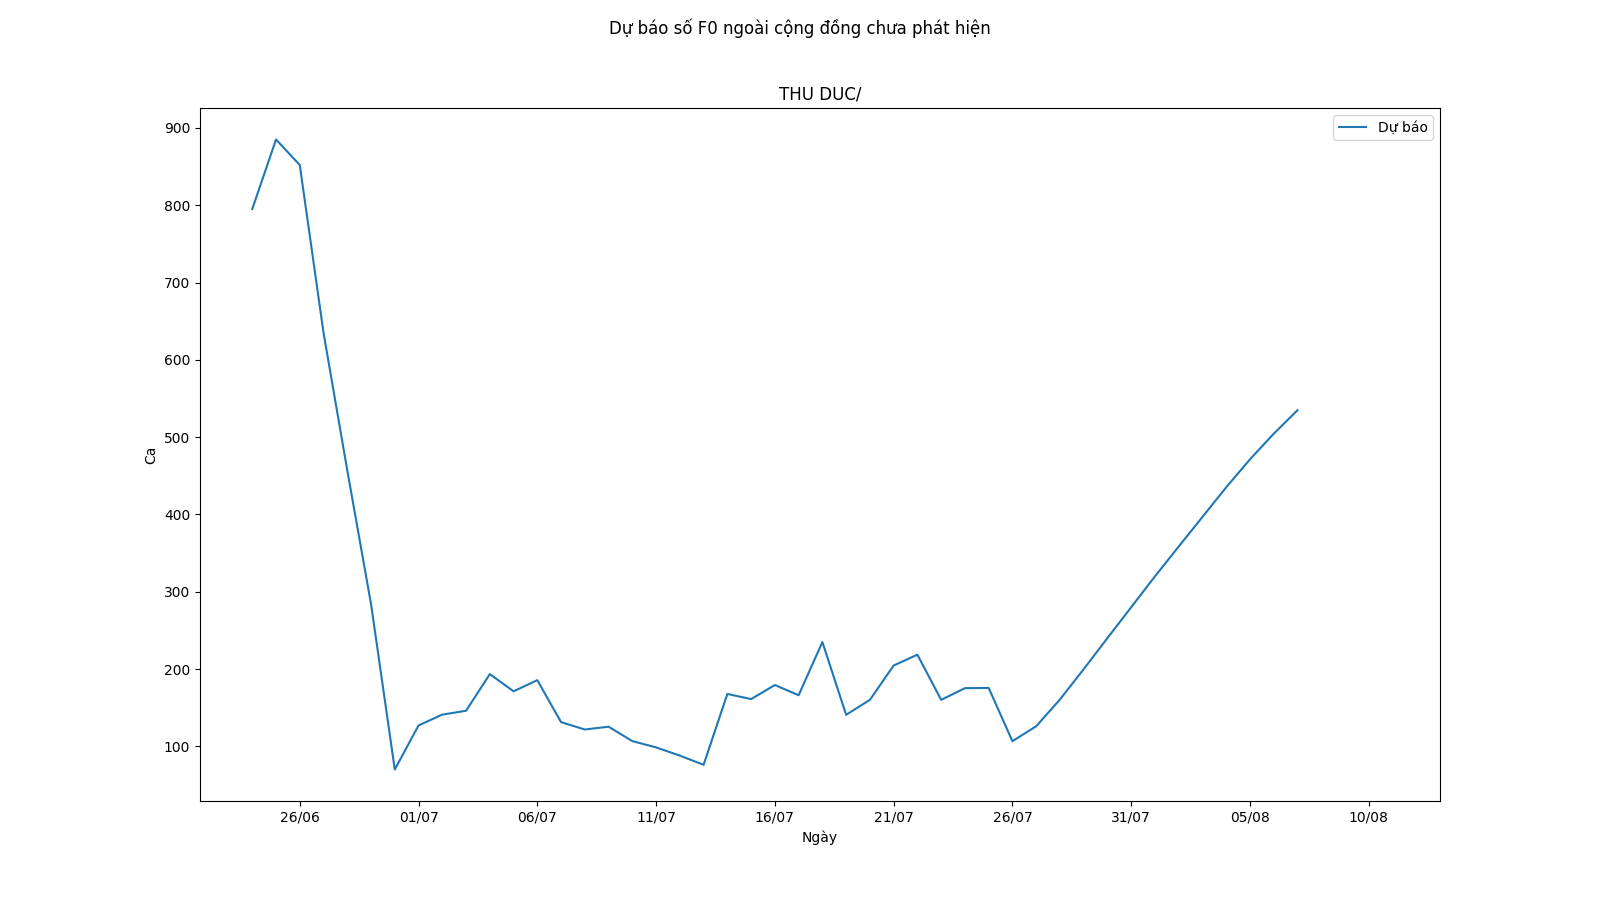 Dự báo số F0 ngoài cộng đồng chưa phát hiện
THU DUC/
Dự báo
900
800
700
600
500
400
300
200
100
Ca
26/06 01/07 06/07 11/07 16/07 21/07 26/07 31/07 05/08 10/08
Ngày